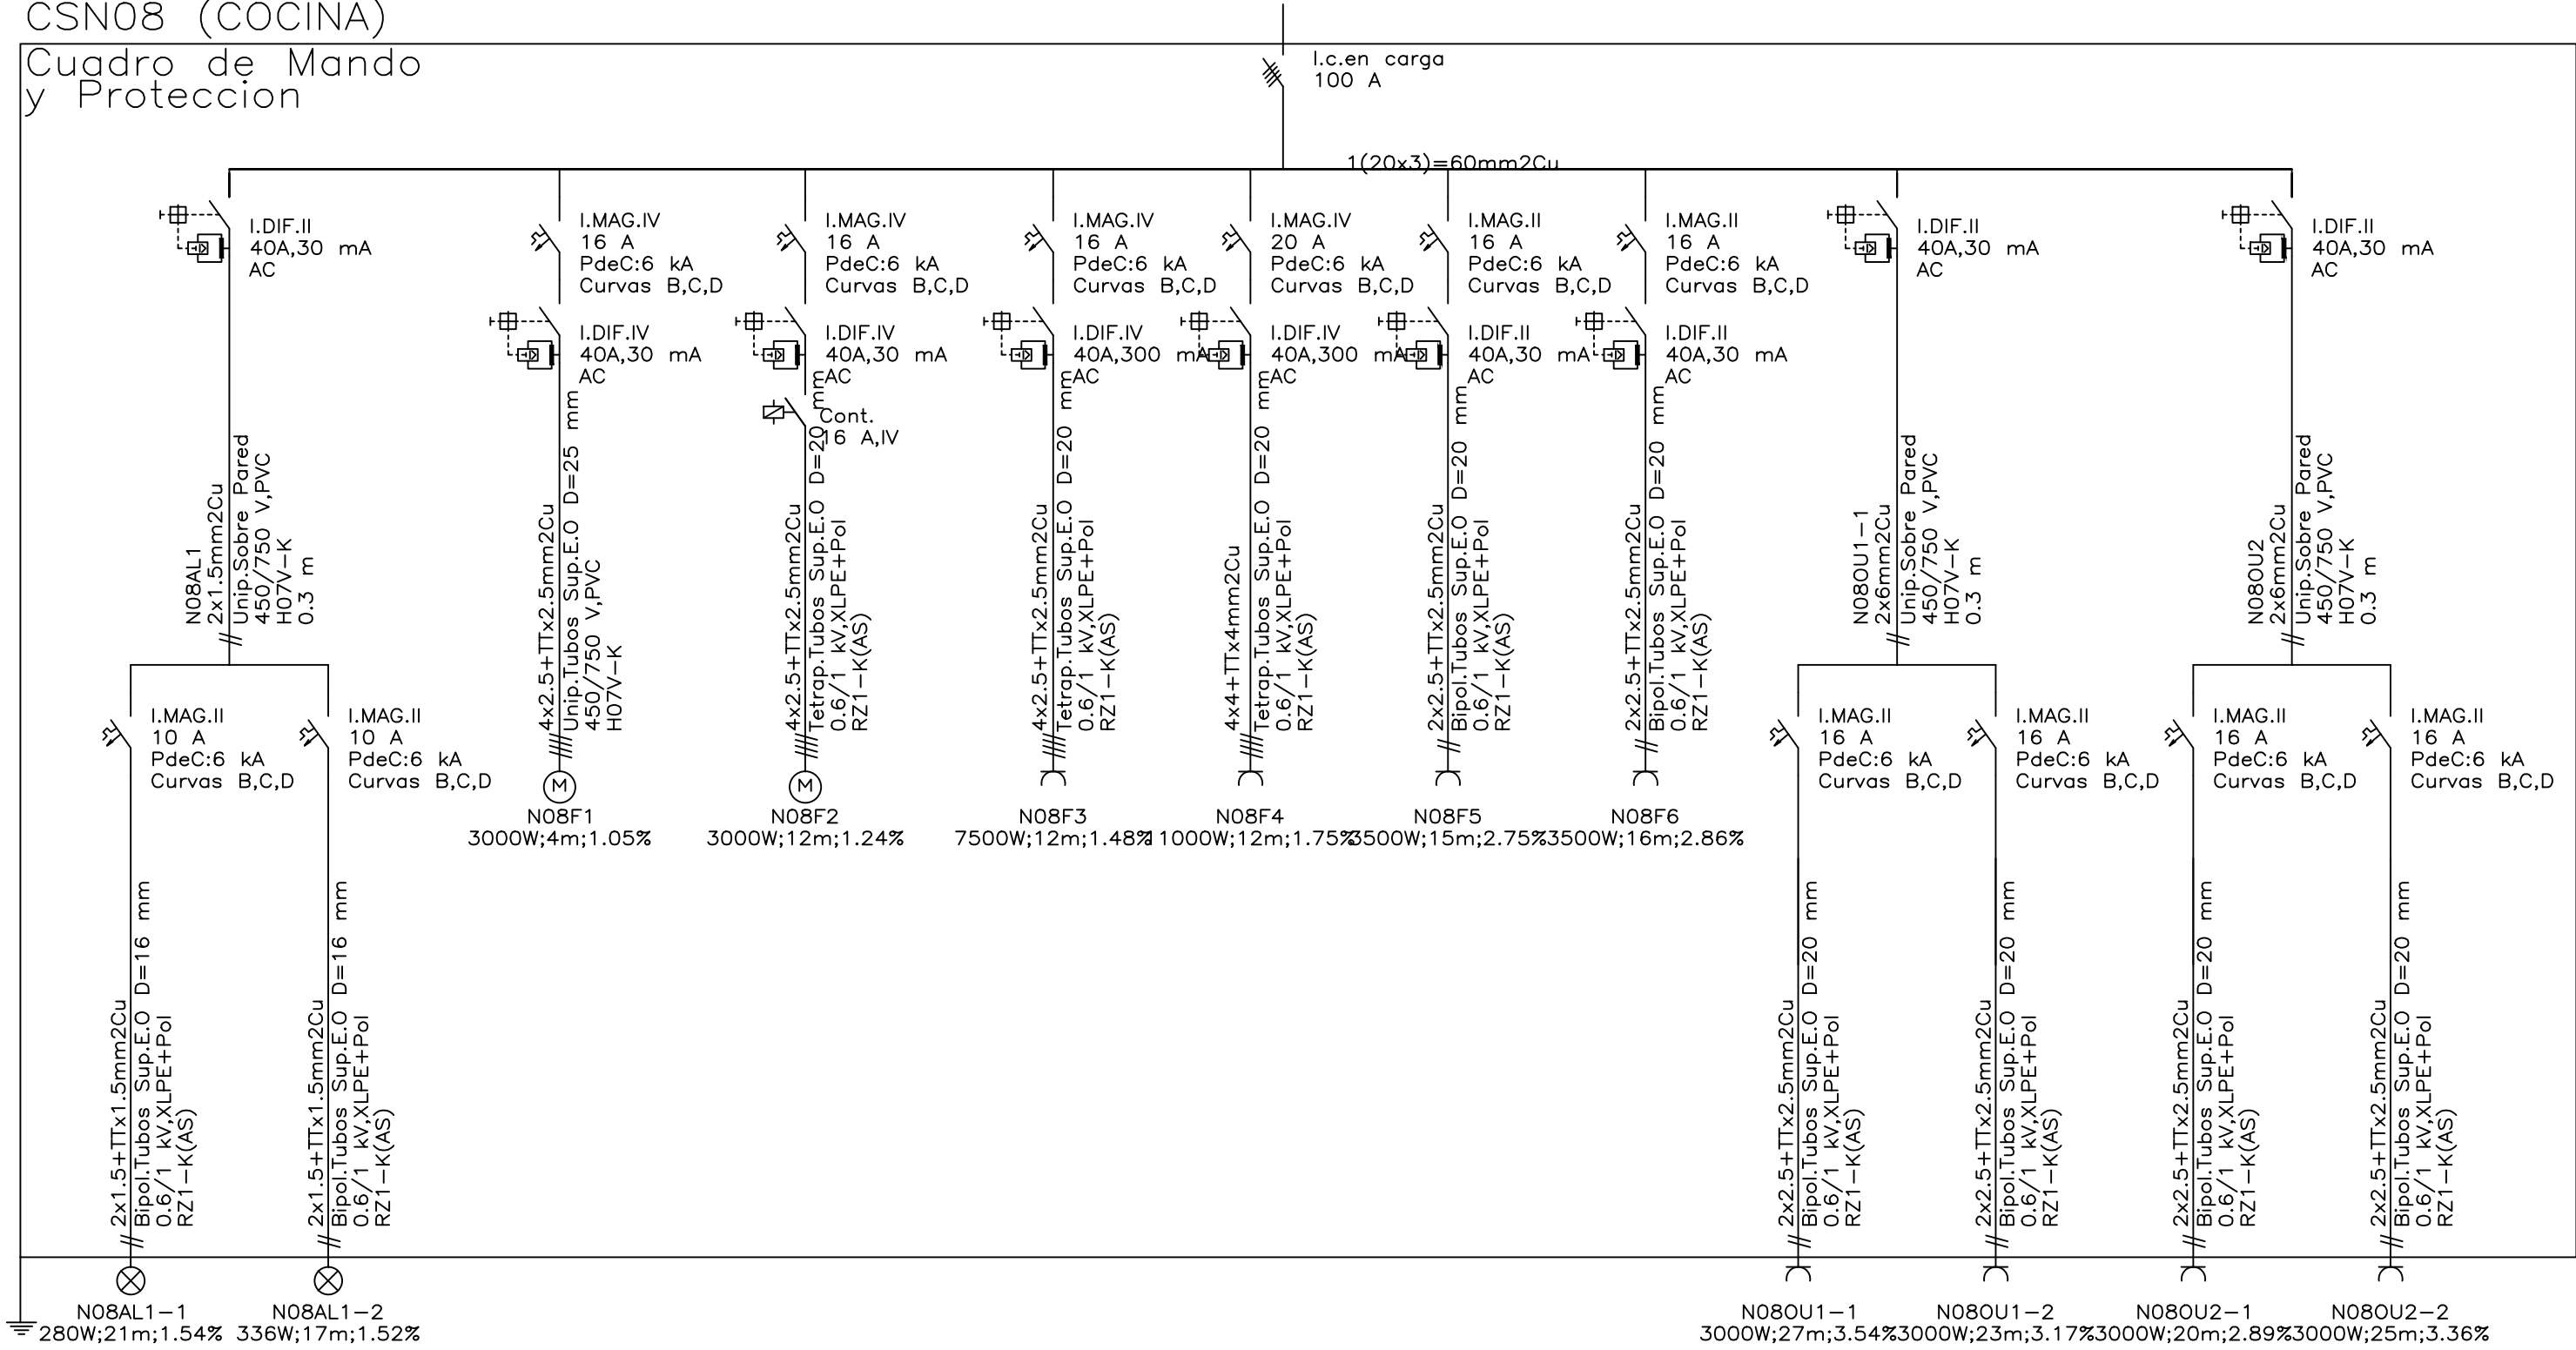 CSN08 (COCINA)
Cuadro de Mando
y Proteccion
I.c.en carga
100 A
1(20x3)=60mm2Cu
I.DIF.II
40A,30 mA
AC
N08AL1
2x1.5mm2Cu
Unip.Sobre Pared
450/750 V,PVC
H07V-K
0.3 m
I.MAG.II
10 A
PdeC:6 kA
Curvas B,C,D
2x1.5+TTx1.5mm2Cu
Bipol.Tubos Sup.E.O D=16 mm
0.6/1 kV,XLPE+Pol
RZ1-K(AS)
N08AL1-1
280W;21m;1.54%
I.MAG.II
10 A
PdeC:6 kA
Curvas B,C,D
2x1.5+TTx1.5mm2Cu
Bipol.Tubos Sup.E.O D=16 mm
0.6/1 kV,XLPE+Pol
RZ1-K(AS)
N08AL1-2
336W;17m;1.52%
I.MAG.IV
16 A
PdeC:6 kA
Curvas B,C,D
I.DIF.IV
40A,30 mA
AC
4x2.5+TTx2.5mm2Cu
Unip.Tubos Sup.E.O D=25 mm
450/750 V,PVC
H07V-K
M
N08F1
3000W;4m;1.05%
I.MAG.IV
16 A
PdeC:6 kA
Curvas B,C,D
I.DIF.IV
40A,30 mA
AC
Cont.
16 A,IV
4x2.5+TTx2.5mm2Cu
Tetrap.Tubos Sup.E.O D=20 mm
0.6/1 kV,XLPE+Pol
RZ1-K(AS)
M
N08F2
3000W;12m;1.24%
I.MAG.IV
16 A
PdeC:6 kA
Curvas B,C,D
I.DIF.IV
40A,300 mA
AC
4x2.5+TTx2.5mm2Cu
Tetrap.Tubos Sup.E.O D=20 mm
0.6/1 kV,XLPE+Pol
RZ1-K(AS)
N08F3
7500W;12m;1.48%
I.MAG.IV
20 A
PdeC:6 kA
Curvas B,C,D
I.DIF.IV
40A,300 mA
AC
4x4+TTx4mm2Cu
Tetrap.Tubos Sup.E.O D=20 mm
0.6/1 kV,XLPE+Pol
RZ1-K(AS)
N08F4
11000W;12m;1.75%
I.MAG.II
16 A
PdeC:6 kA
Curvas B,C,D
I.DIF.II
40A,30 mA
AC
2x2.5+TTx2.5mm2Cu
Bipol.Tubos Sup.E.O D=20 mm
0.6/1 kV,XLPE+Pol
RZ1-K(AS)
N08F5
3500W;15m;2.75%
I.MAG.II
16 A
PdeC:6 kA
Curvas B,C,D
I.DIF.II
40A,30 mA
AC
2x2.5+TTx2.5mm2Cu
Bipol.Tubos Sup.E.O D=20 mm
0.6/1 kV,XLPE+Pol
RZ1-K(AS)
N08F6
3500W;16m;2.86%
I.DIF.II
40A,30 mA
AC
N08OU1-1
2x6mm2Cu
Unip.Sobre Pared
450/750 V,PVC
H07V-K
0.3 m
I.MAG.II
16 A
PdeC:6 kA
Curvas B,C,D
2x2.5+TTx2.5mm2Cu
Bipol.Tubos Sup.E.O D=20 mm
0.6/1 kV,XLPE+Pol
RZ1-K(AS)
N08OU1-1
3000W;27m;3.54%
I.MAG.II
16 A
PdeC:6 kA
Curvas B,C,D
2x2.5+TTx2.5mm2Cu
Bipol.Tubos Sup.E.O D=20 mm
0.6/1 kV,XLPE+Pol
RZ1-K(AS)
N08OU1-2
3000W;23m;3.17%
I.DIF.II
40A,30 mA
AC
N08OU2
2x6mm2Cu
Unip.Sobre Pared
450/750 V,PVC
H07V-K
0.3 m
I.MAG.II
16 A
PdeC:6 kA
Curvas B,C,D
2x2.5+TTx2.5mm2Cu
Bipol.Tubos Sup.E.O D=20 mm
0.6/1 kV,XLPE+Pol
RZ1-K(AS)
N08OU2-1
3000W;20m;2.89%
I.MAG.II
16 A
PdeC:6 kA
Curvas B,C,D
2x2.5+TTx2.5mm2Cu
Bipol.Tubos Sup.E.O D=20 mm
0.6/1 kV,XLPE+Pol
RZ1-K(AS)
N08OU2-2
3000W;25m;3.36%